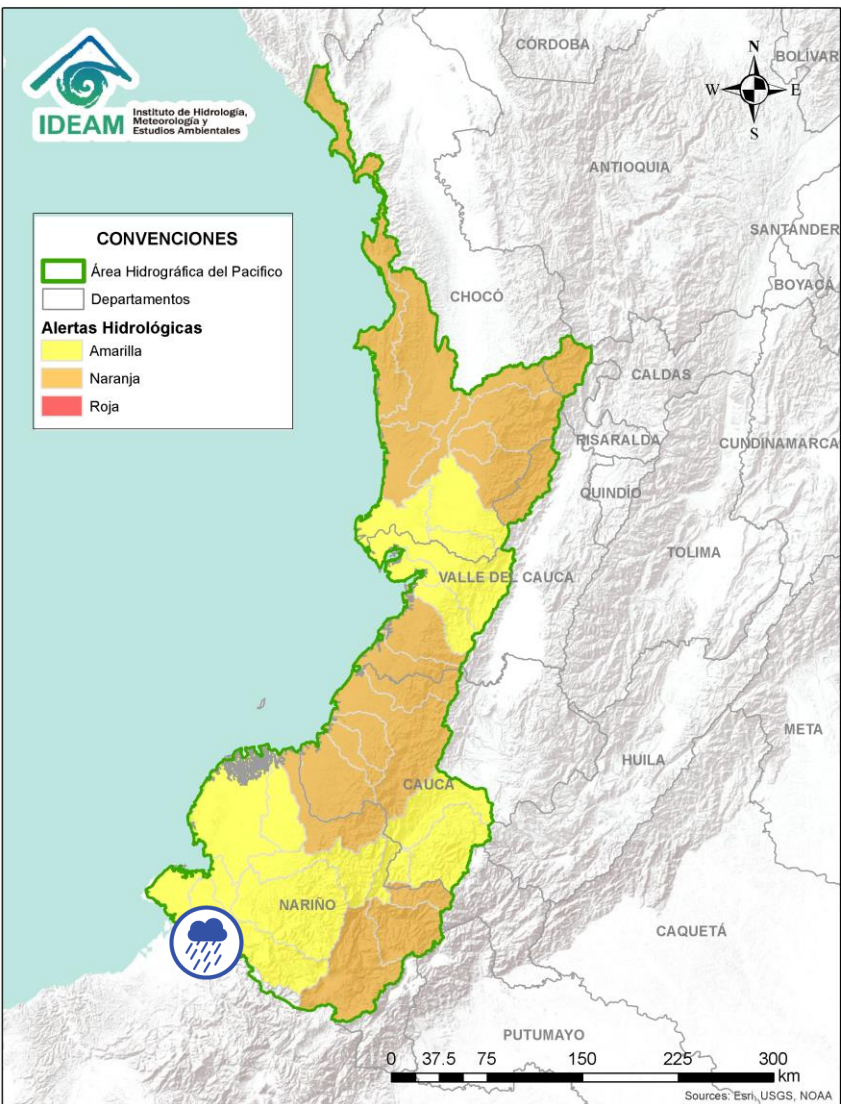 IDEAM
Instituto de Hidrología,
Meteorología y
Estudios Ambientales
N
W
E
S
CÓRDOBA
BOLÍVAR
ANTIOQUIA
SANTANDER
BOYACÁ
CHOCÓ
CALDAS
RISARALDA
CUNDINAMARCA
QUINDÍO
TOLIMA
VALLE DEL CAUCA
META
HUILA
CAUCA
NARIÑO
CAQUETÁ
PUTUMAYO
CONVENCIONES
Área Hidrográfica del Pacifico
Departamentos
Alertas Hidrológicas
Amarilla
Naranja
Roja
0 37.5 75 150 225 300
km
Sources: Esri, USGS, NOAA